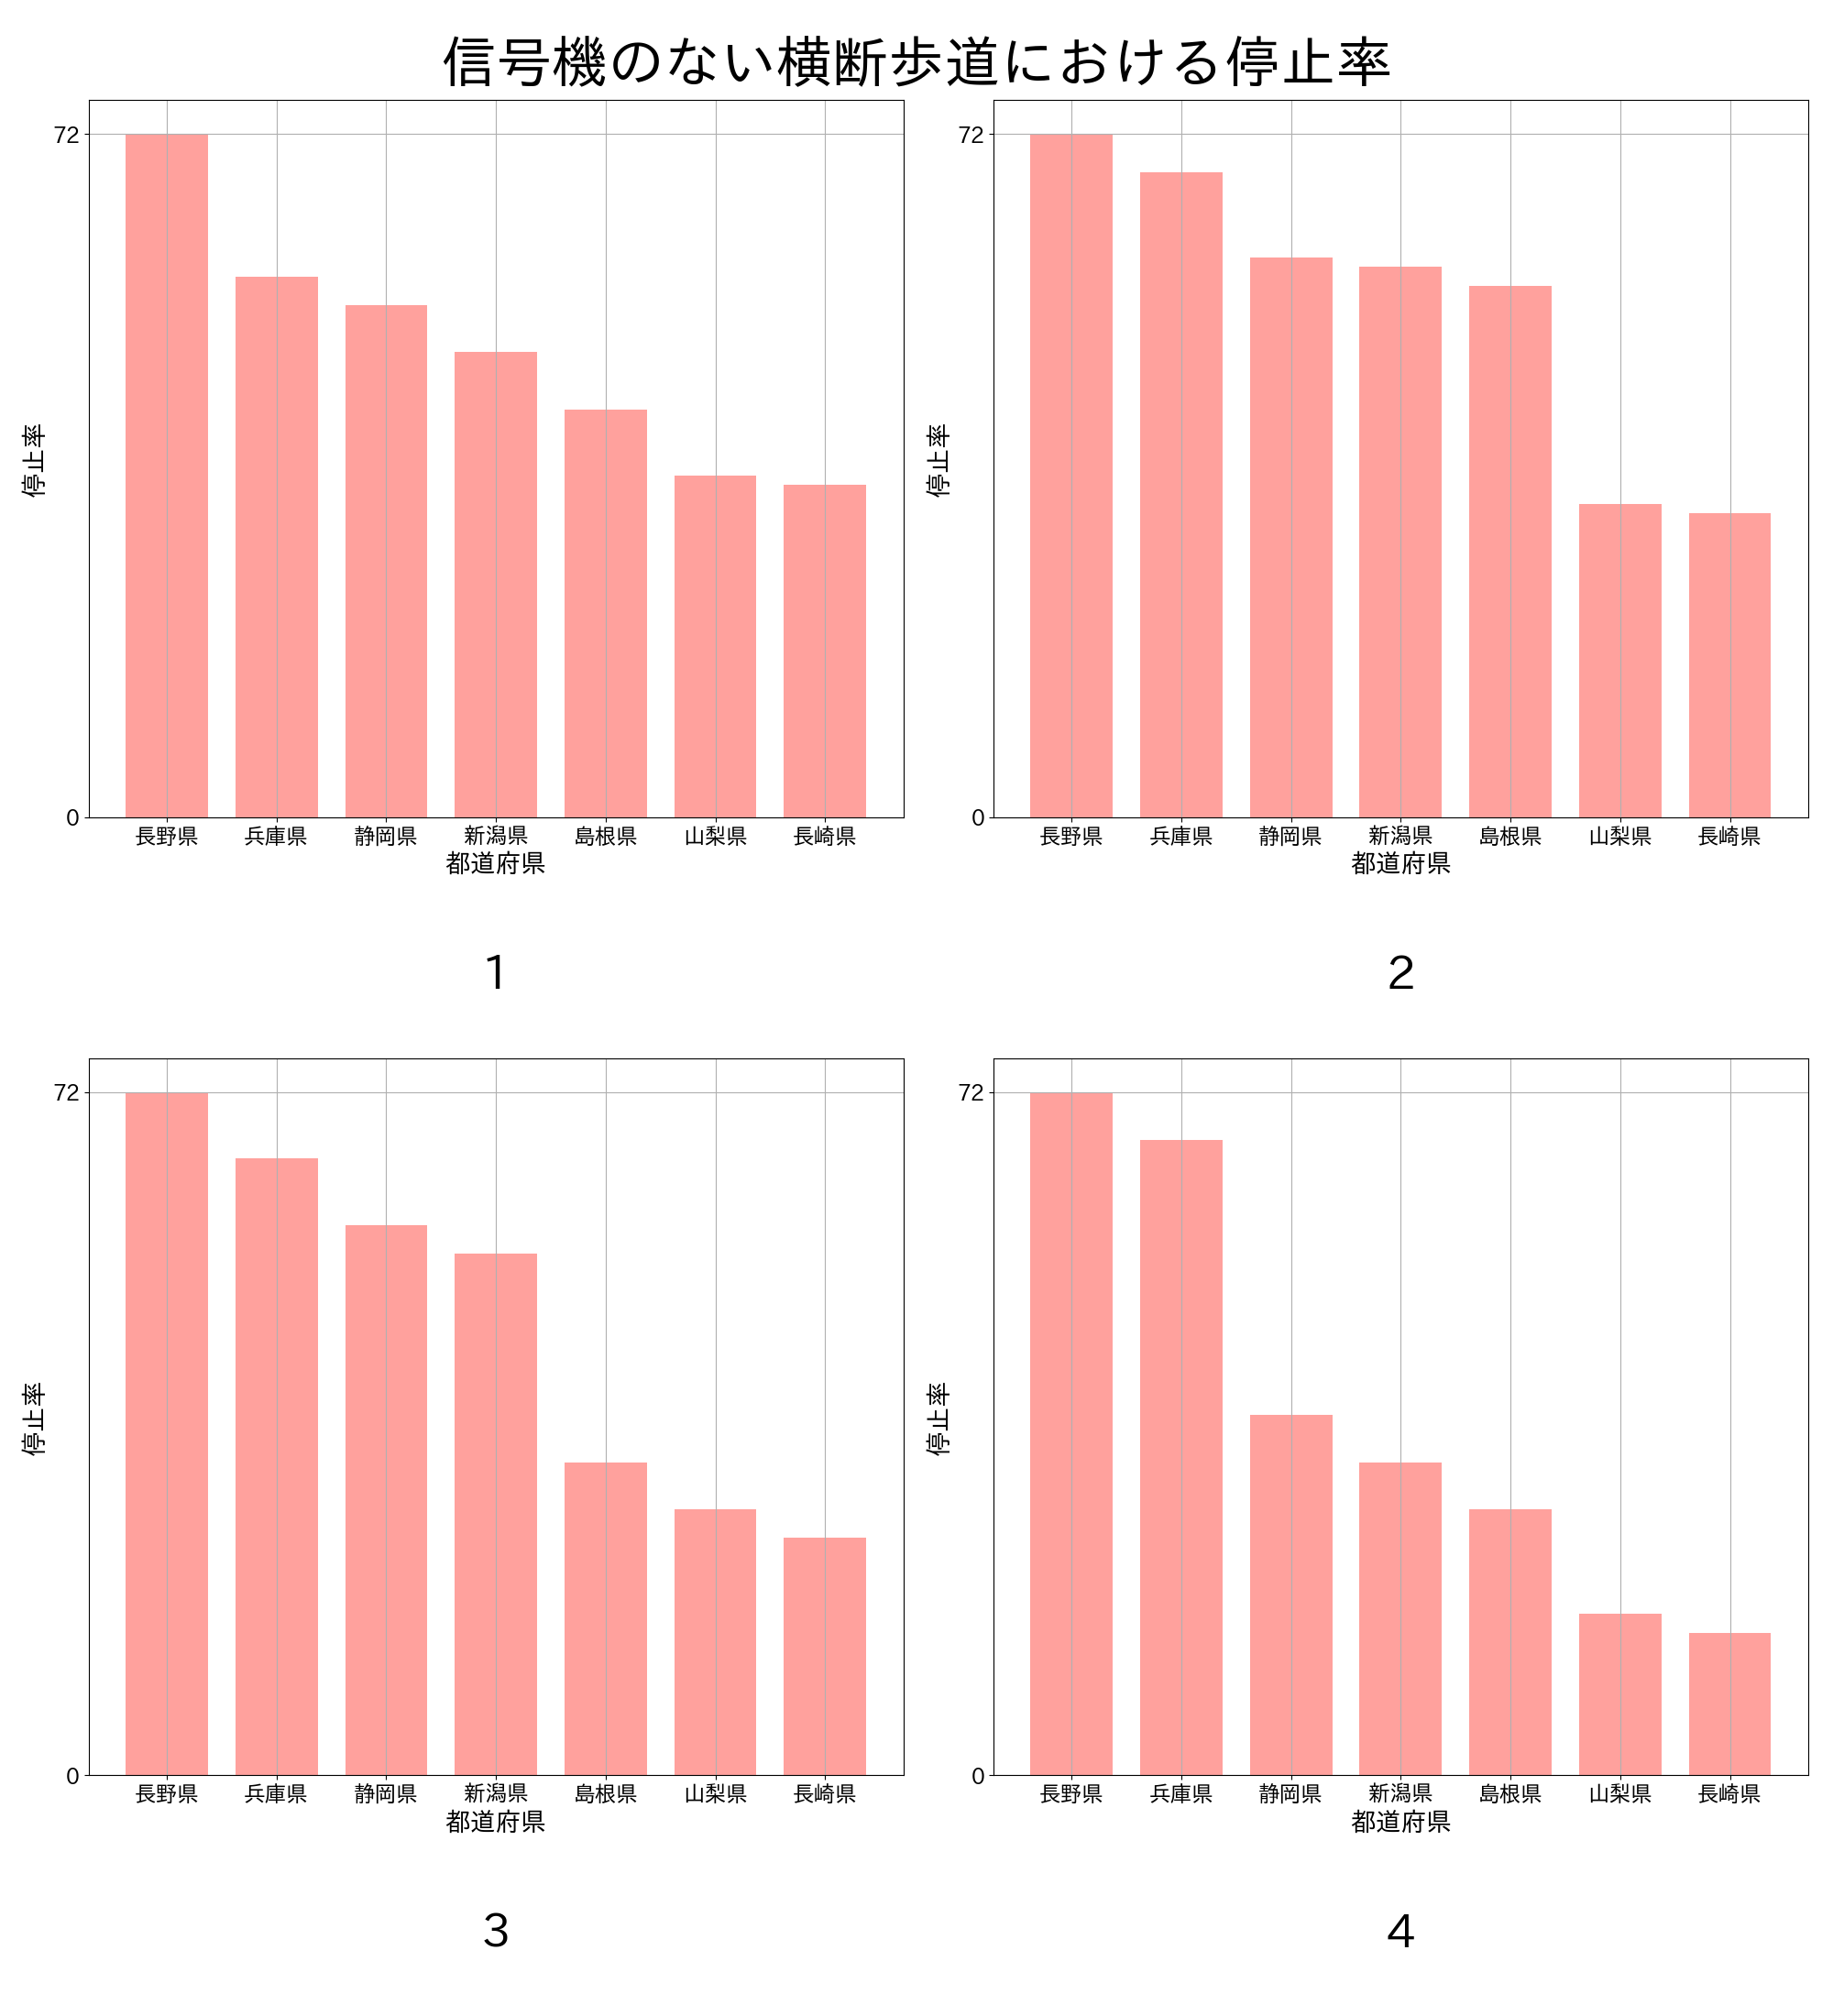 信号機のない横断歩道における停止率
72
0
停止率
長野県 兵庫県 静岡県 新潟県 島根県 山梨県 長崎県
都道府県
1
72
0
停止率
長野県 兵庫県 静岡県 新潟県 島根県 山梨県 長崎県
都道府県
2
72
0
停止率
長野県 兵庫県 静岡県 新潟県 島根県 山梨県 長崎県
都道府県
3
72
0
停止率
長野県 兵庫県 静岡県 新潟県 島根県 山梨県 長崎県
都道府県
4